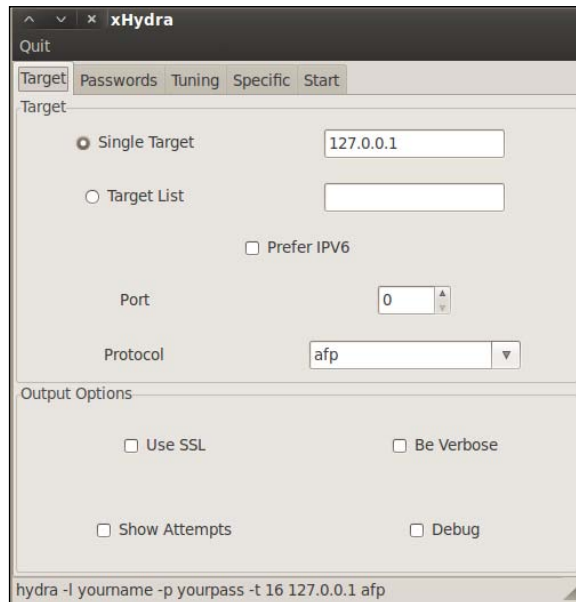 xHydra
Quit
Target Passwords Tuning Specific Start
Target
Single Target 127.0.0.1
Target List
Prefer IPV6
Port 0
Protocol afp
Output Options
Use SSL Be Verbose
Show Attempts Debug
hydra -l yourname -p yourpass -t 16 127.0.0.1 afp